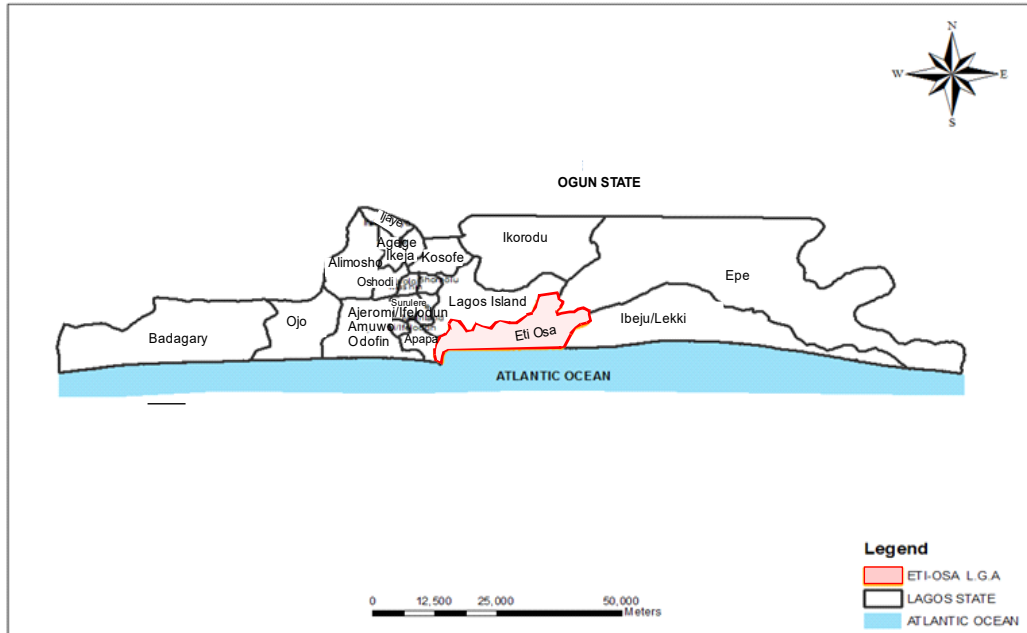 N
W E
S
OGUN STATE
Ijaye
Agege
Ikeja
Ikorodu
Kosofe
Alimosho
Oshodi
Epe
Lagos Island
Surulere
Ajeromi/Ifelodun
Ojo
Ibeju/Lekki
Amuwo
Odofin
Badagary
Apapa
Eti Osa
ATLANTIC OCEAN
Legend
ETI-OSA L.G.A
LAGOS STATE
ATLANTIC OCEAN
0 12,500 25,000 50,000
Meters